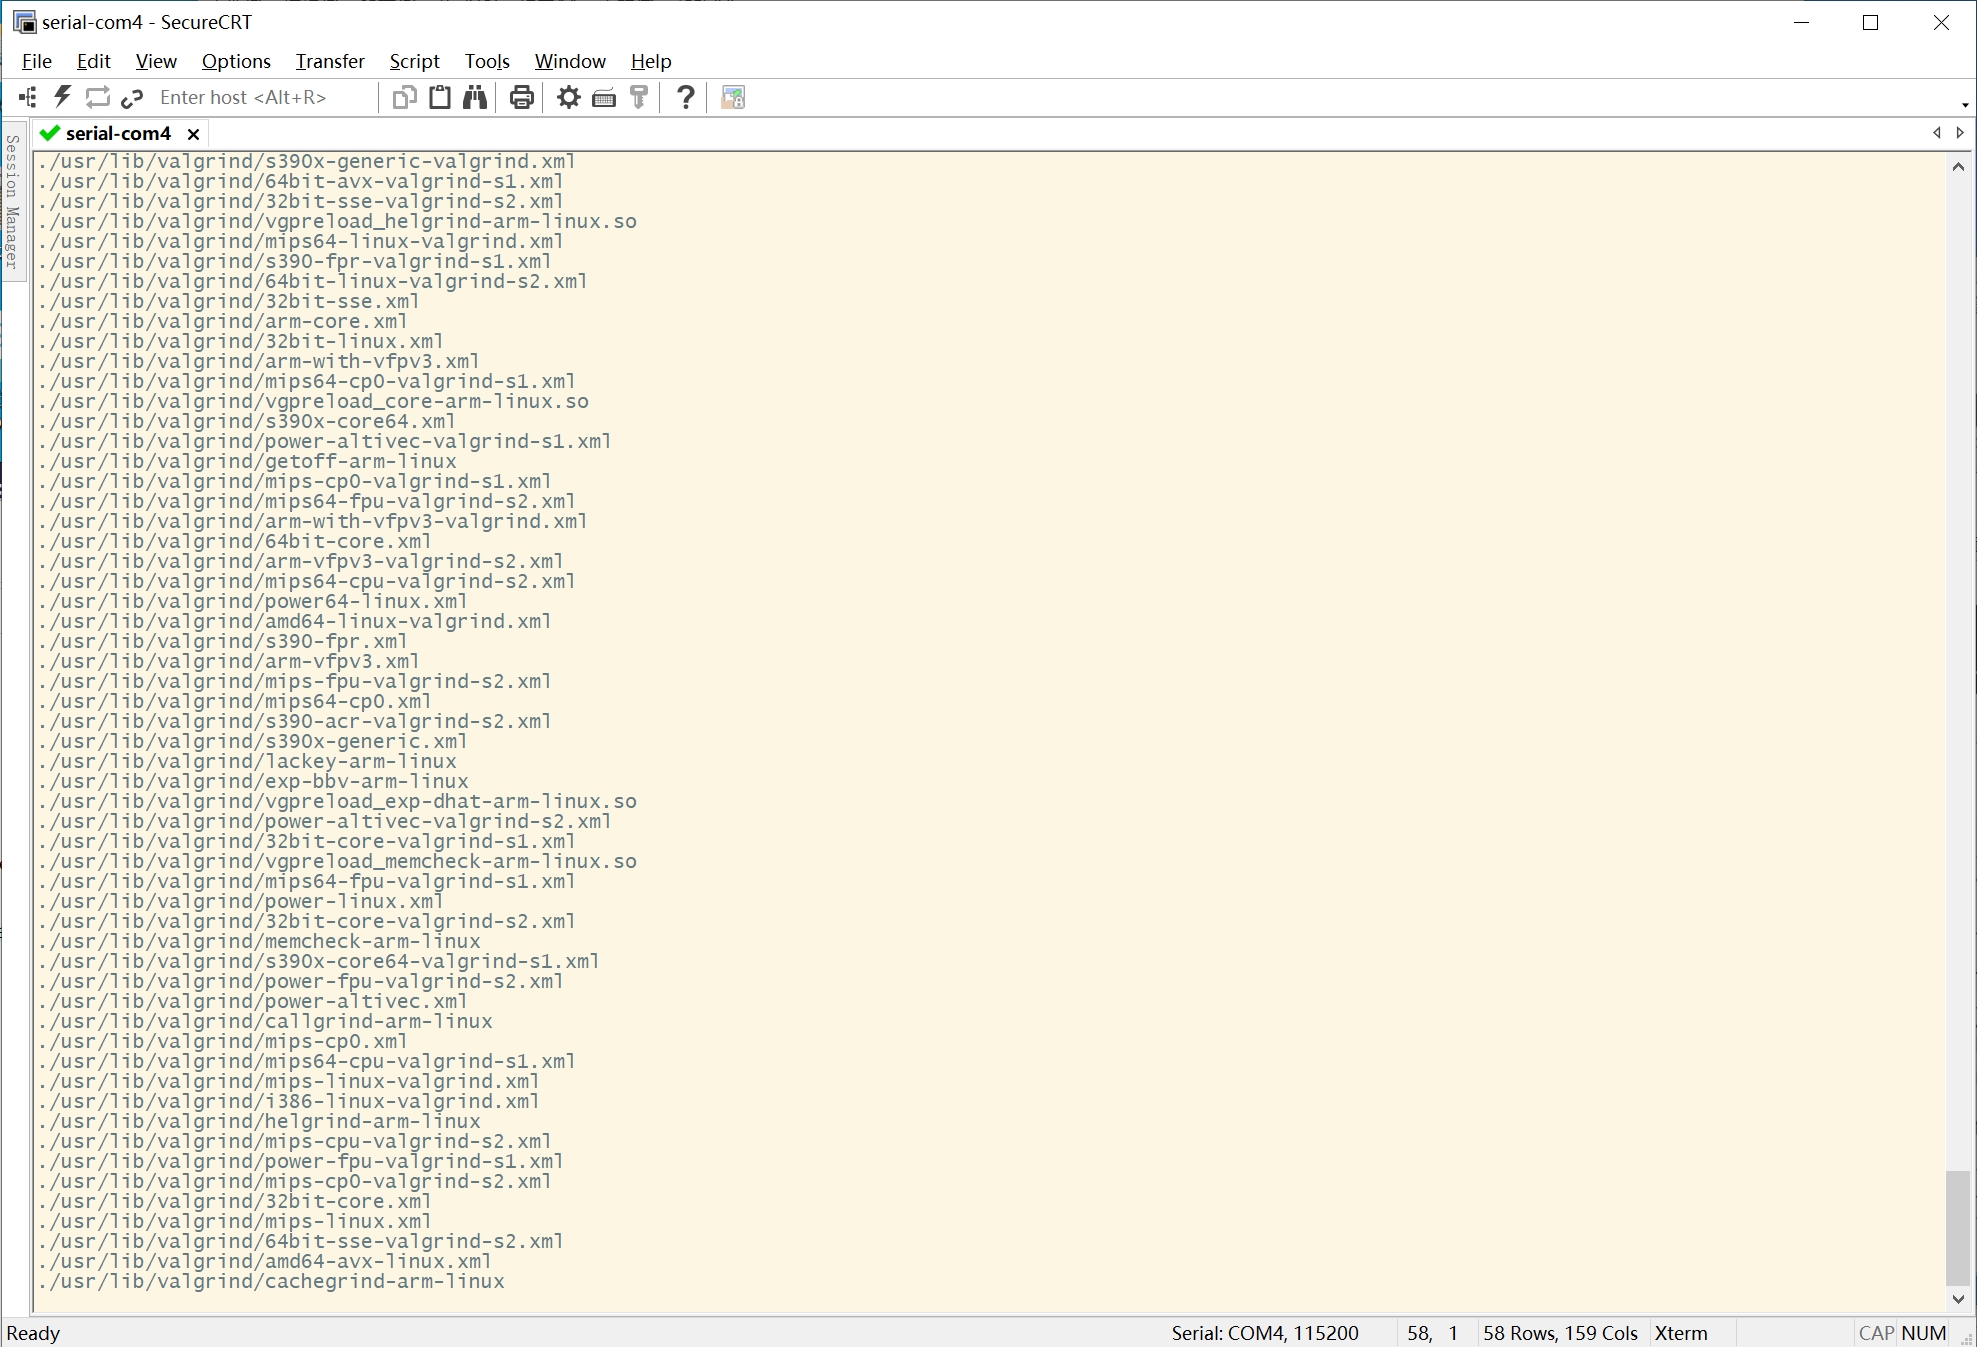 serial-com4 - SecureCRT
File Edit View Options Transfer Script Tools Window Help
Enter host <Alt+R>
Session Manager
serial-com4
./usr/lib/valgrind/s390x-generic-valgrind.xml
./usr/lib/valgrind/64bit-avx-valgrind-s1.xml
./usr/lib/valgrind/32bit-sse-valgrind-s2.xml
./usr/lib/valgrind/vgpreload_helgrind-arm-linux.so
./usr/lib/valgrind/mips64-linux-valgrind.xml
./usr/lib/valgrind/s390-fpr-valgrind-s1.xml
./usr/lib/valgrind/64bit-linux-valgrind-s2.xml
./usr/lib/valgrind/32bit-sse.xml
./usr/lib/valgrind/arm-core.xml
./usr/lib/valgrind/32bit-linux.xml
./usr/lib/valgrind/arm-with-vfpv3.xml
./usr/lib/valgrind/mips64-cp0-valgrind-s1.xml
./usr/lib/valgrind/vgpreload_core-arm-linux.so
./usr/lib/valgrind/s390x-core64.xml
./usr/lib/valgrind/power-altivec-valgrind-s1.xml
./usr/lib/valgrind/getoff-arm-linux
./usr/lib/valgrind/mips-cp0-valgrind-s1.xml
./usr/lib/valgrind/mips64-fpu-valgrind-s2.xml
./usr/lib/valgrind/arm-with-vfpv3-valgrind.xml
./usr/lib/valgrind/64bit-core.xml
./usr/lib/valgrind/arm-vfpv3-valgrind-s2.xml
./usr/lib/valgrind/mips64-cpu-valgrind-s2.xml
./usr/lib/valgrind/power64-linux.xml
./usr/lib/valgrind/amd64-linux-valgrind.xml
./usr/lib/valgrind/s390-fpr.xml
./usr/lib/valgrind/arm-vfpv3.xml
./usr/lib/valgrind/mips-fpu-valgrind-s2.xml
./usr/lib/valgrind/mips64-cp0.xml
./usr/lib/valgrind/s390-acr-valgrind-s2.xml
./usr/lib/valgrind/s390x-generic.xml
./usr/lib/valgrind/lackey-arm-linux
./usr/lib/valgrind/exp-bbv-arm-linux
./usr/lib/valgrind/vgpreload_exp-dhat-arm-linux.so
./usr/lib/valgrind/power-altivec-valgrind-s2.xml
./usr/lib/valgrind/32bit-core-valgrind-s1.xml
./usr/lib/valgrind/vgpreload_memcheck-arm-linux.so
./usr/lib/valgrind/mips64-fpu-valgrind-s1.xml
./usr/lib/valgrind/power-linux.xml
./usr/lib/valgrind/32bit-core-valgrind-s2.xml
./usr/lib/valgrind/memcheck-arm-linux
./usr/lib/valgrind/s390x-core64-valgrind-s1.xml
./usr/lib/valgrind/power-fpu-valgrind-s2.xml
./usr/lib/valgrind/power-altivec.xml
./usr/lib/valgrind/callgrind-arm-linux
./usr/lib/valgrind/mips-cp0.xml
./usr/lib/valgrind/mips64-cpu-valgrind-s1.xml
./usr/lib/valgrind/mips-linux-valgrind.xml
./usr/lib/valgrind/i386-linux-valgrind.xml
./usr/lib/valgrind/helgrind-arm-linux
./usr/lib/valgrind/mips-cpu-valgrind-s2.xml
./usr/lib/valgrind/power-fpu-valgrind-s1.xml
./usr/lib/valgrind/mips-cp0-valgrind-s2.xml
./usr/lib/valgrind/32bit-core.xml
./usr/lib/valgrind/mips-linux.xml
./usr/lib/valgrind/64bit-sse-valgrind-s2.xml
./usr/lib/valgrind/amd64-avx-linux.xml
./usr/lib/valgrind/cachegrind-arm-linux
Ready Serial: COM4, 115200 58, 1 58 Rows, 159 Cols Xterm CAP NUM